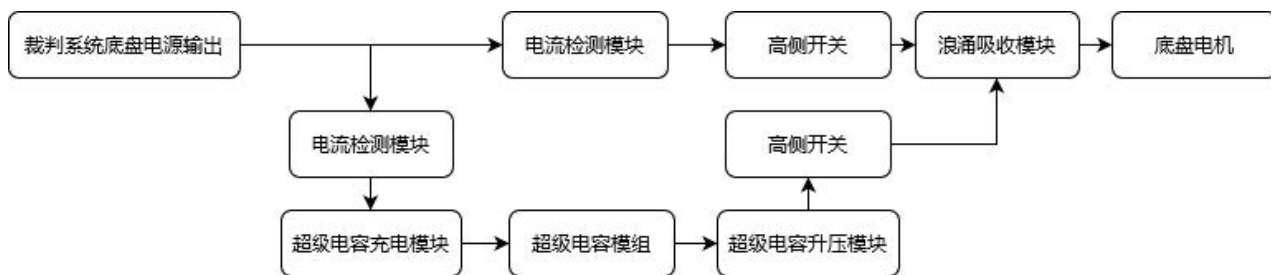 裁判系统底盘电源输出
电流检测模块
高侧开关
浪涌吸收模块
底盘电机
电流检测模块
高侧开关
超级电容充电模块
超级电容模组
超级电容升压模块